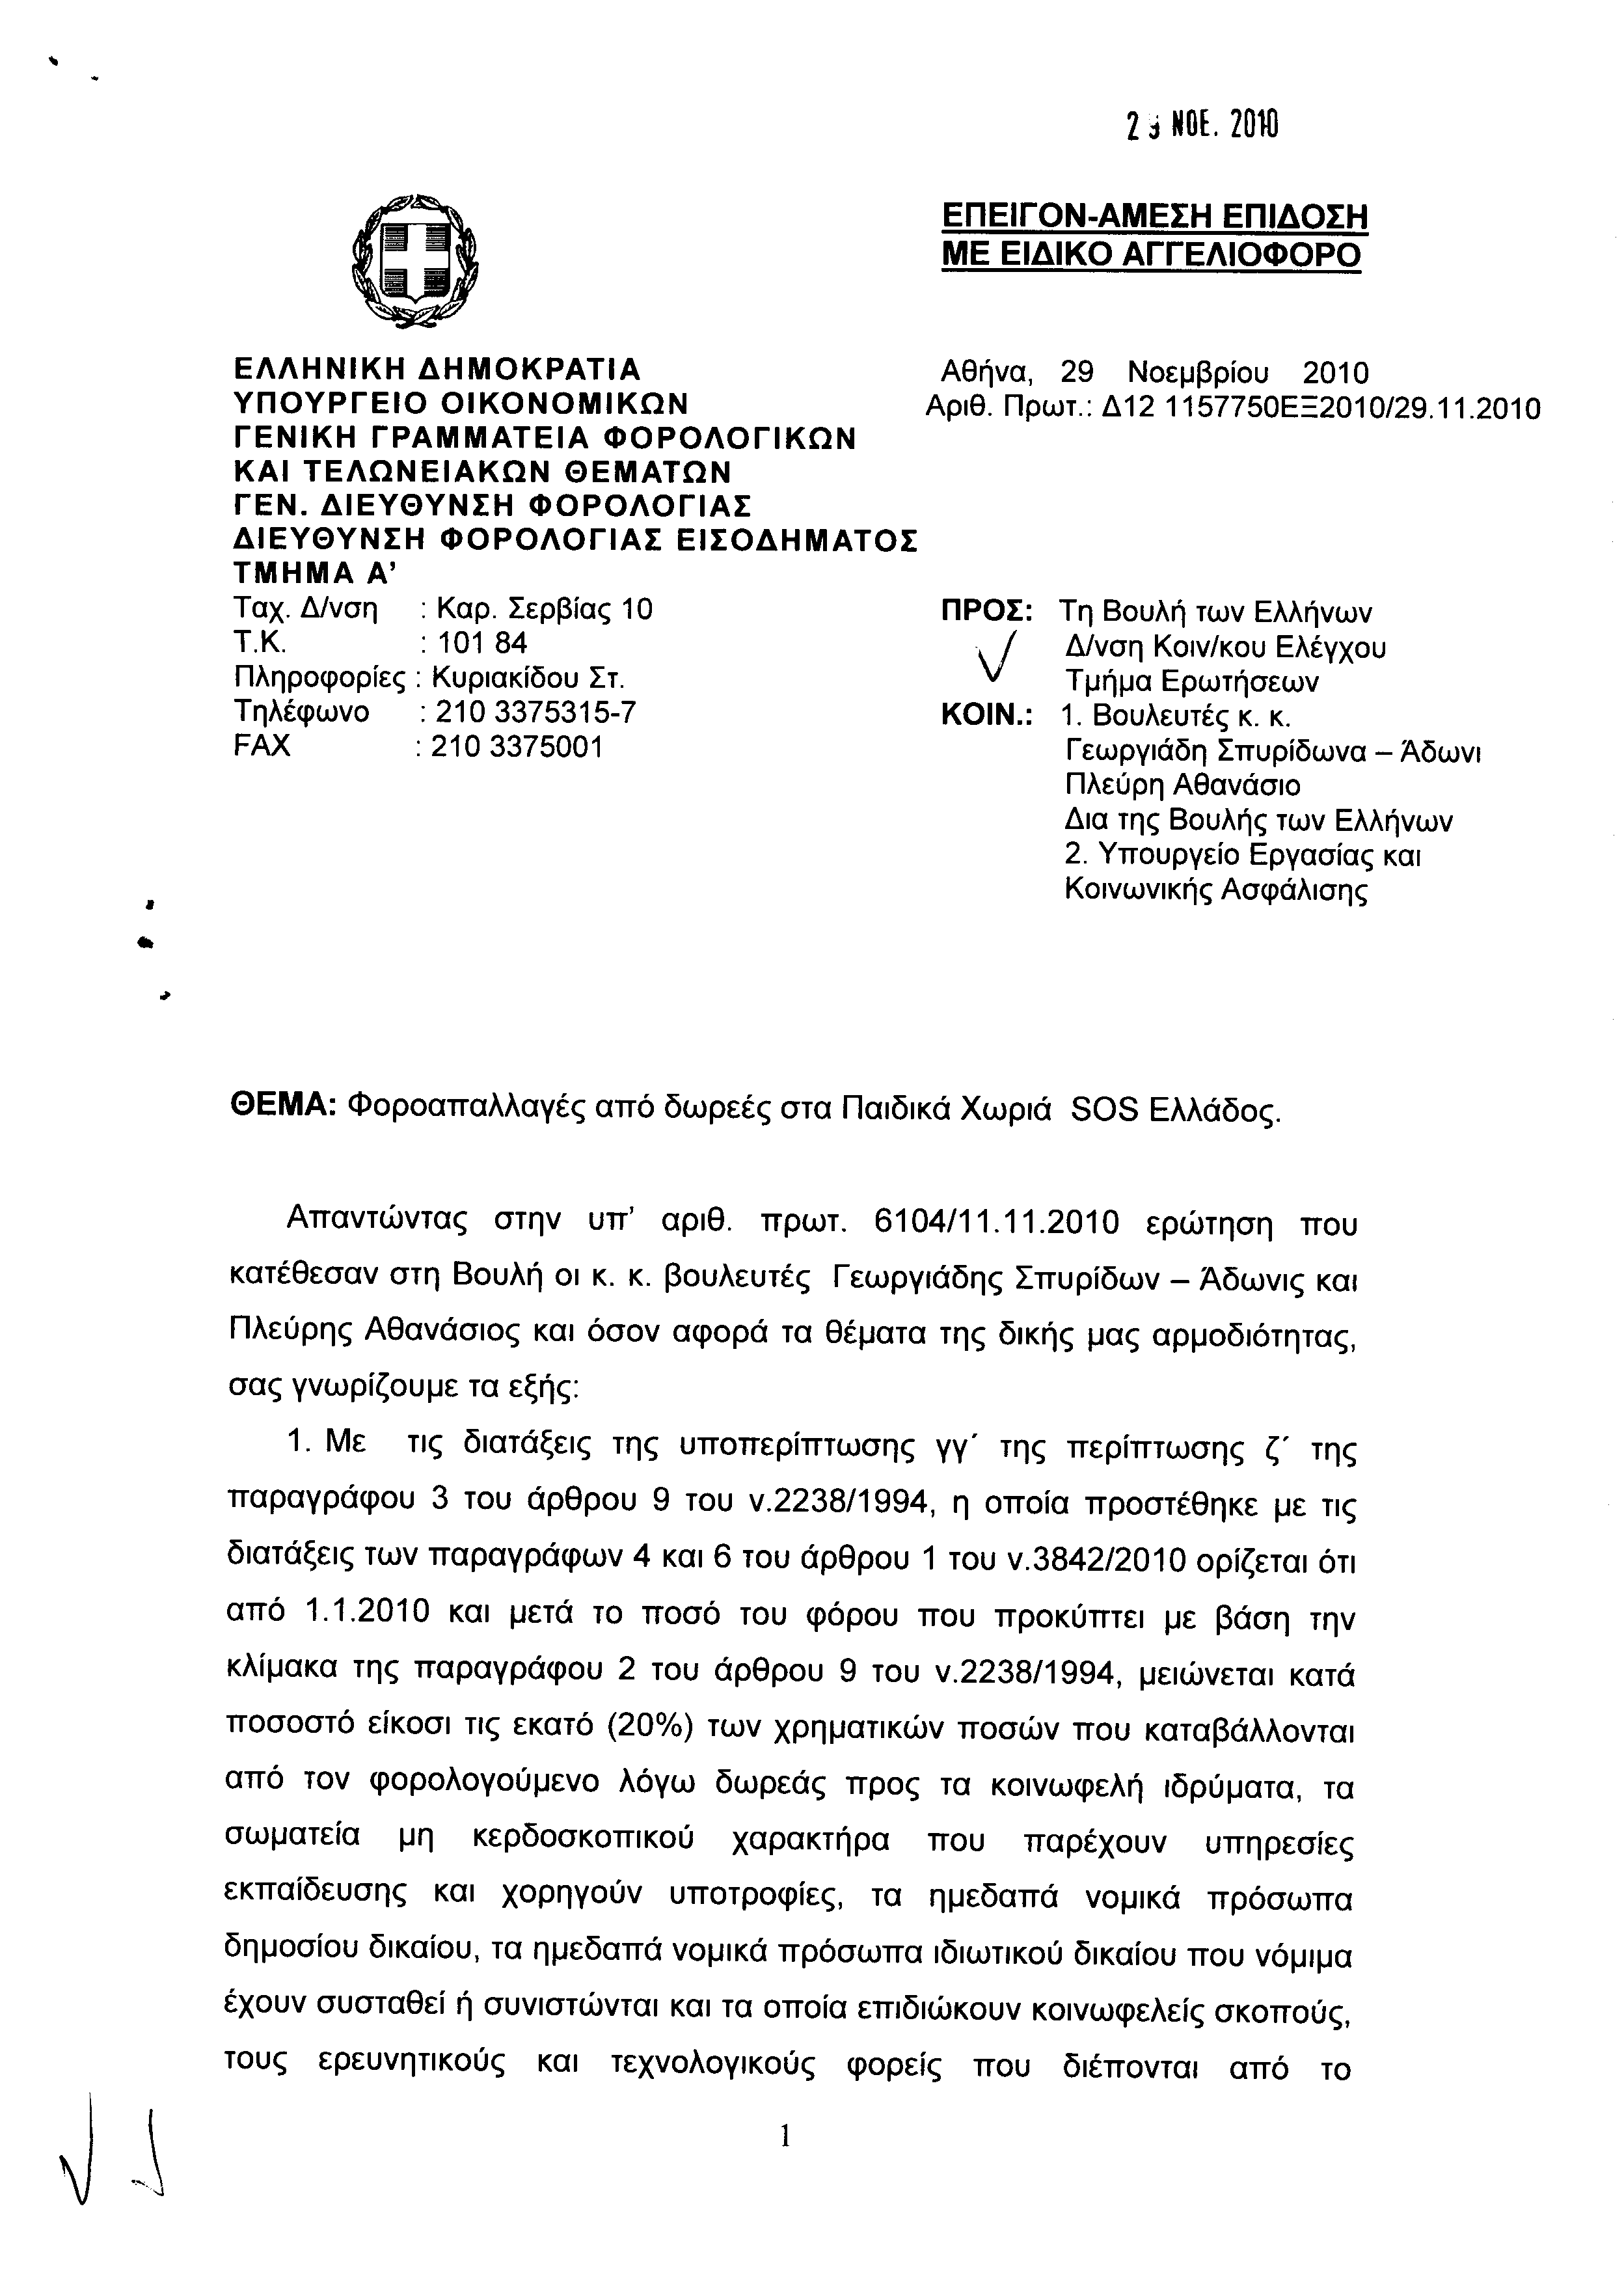 ΝΟΕ. 2010
ΕΠΕΙΓΟΝ-ΑΜΕΣΗ ΕΠΙΔΟΣΗ
ΜΕ ΕΙΔΙΚΟ ΑΓΓΕΛΙΟΦΟΡΟ
ΕΛΛΗΝΙΚΗ ΔΗΜΟΚΡΑΤΙΑ
ΥΠΟΥΡΓΕΙΟ ΟΙΚΟΝΟΜΙΚΩΝ
ΓΕΝΙΚΗ ΓΡΑΜΜΑΤΕΙΑ ΦΟΡΟΛΟΓΙΚΩΝ
ΚΑΙ ΤΕΛΩΝΕΙΑΚΩΝ ΘΕΜΑΤΩΝ
ΓΕΝ. ΔΙΕΥΘΥΝΣΗ ΦΟΡΟΛΟΓΙΑΣ
ΔΙΕΥΘΥΝΣΗ ΦΟΡΟΛΟΓΙΑΣ ΕΙΣΟΔΗΜΑΤΟΣ
ΤΜΗΜΑ Α’
Ταχ. Δ/νση : Καρ. Σερβίας 10
Τ.Κ. : 101 84
Πληροφορίες : Κυριακίδου Στ.
Τηλέφωνο : 210 3375315-7
FAX : 210 3375001
Αθήνα, 29 Νοεμβρίου 2010
Αριθ. Πρωτ.: Δ12 1157750ΕΞ2010/29.11.2010
ΠΡΟΣ: Τη Βουλή των Ελλήνων
Δ/νση Κοιν/κου Ελέγχου
Τμήμα Ερωτήσεων
ΚΟΙΝ.: 1. Βουλευτές κ. κ.
Γεωργιάδη Σπυρίδωνα – Άδωνι
Πλεύρη Αθανάσιο
Δια της Βουλής των Ελλήνων
2. Υπουργείο Εργασίας και
Κοινωνικής Ασφάλισης
ΘΕΜΑ: Φοροαπαλλαγές από δωρεές στα Παιδικά Χωριά SOS Ελλάδος.
Απαντώντας στην υπ’ αριθ. πρωτ. 6104/11.11.2010 ερώτηση που
κατέθεσαν στη Βουλή οι κ. κ. βουλευτές Γεωργιάδης Σπυρίδων – Άδωνις και
Πλεύρης Αθανάσιος και όσον αφορά τα θέματα της δικής μας αρμοδιότητας,
σας γνωρίζουμε τα εξής:
1. Με τις διατάξεις της υποπερίπτωσης γγ΄ της περίπτωσης ζ΄ της
παραγράφου 3 του άρθρου 9 του ν.2238/1994, η οποία προστέθηκε με τις
διατάξεις των παραγράφων 4 και 6 του άρθρου 1 του ν.3842/2010 ορίζεται ότι
από 1.1.2010 και μετά το ποσό του φόρου που προκύπτει με βάση την
κλίμακα της παραγράφου 2 του άρθρου 9 του ν.2238/1994, μειώνεται κατά
ποσοστό είκοσι τις εκατό (20%) των χρηματικών ποσών που καταβάλλονται
από τον φορολογούμενο λόγω δωρεάς προς τα κοινωφελή ιδρύματα, τα
σωματεία μη κερδοσκοπικού χαρακτήρα που παρέχουν υπηρεσίες
εκπαίδευσης και χορηγούν υποτροφίες, τα ημεδαπά νομικά πρόσωπα
δημοσίου δικαίου, τα ημεδαπά νομικά πρόσωπα ιδιωτικού δικαίου που νόμιμα
έχουν συσταθεί ή συνιστώνται και τα οποία επιδιώκουν κοινωφελείς σκοπούς,
τους ερευνητικούς και τεχνολογικούς φορείς που διέπονται από το
1